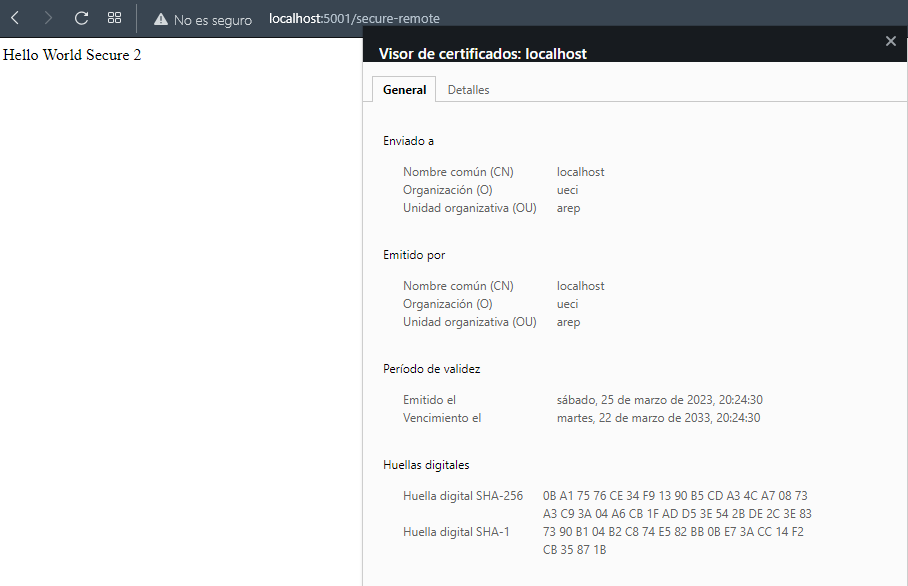 No es seguro localhost:5001/secure-remote
Hello World Secure 2
Visor de certificados: localhost
General Detalles
Enviado a
Nombre común (CN) localhost
Organización (O) ueci
Unidad organizativa (OU) arep
Emitido por
Nombre común (CN) localhost
Organización (O) ueci
Unidad organizativa (OU) arep
Período de validez
Emitido el sábado, 25 de marzo de 2023, 20:24:30
Vencimiento el martes, 22 de marzo de 2033, 20:24:30
Huellas digitales
Huella digital SHA-256 0B A1 75 76 CE 34 F9 13 90 B5 CD A3 4C A7 08 73
A3 C9 3A 04 A6 CB 1F AD D5 3E 54 2B DE 2C 3E 83
Huella digital SHA-1 73 90 B1 04 B2 C8 74 E5 82 BB 0B E7 3A CC 14 F2
CB 35 87 1B